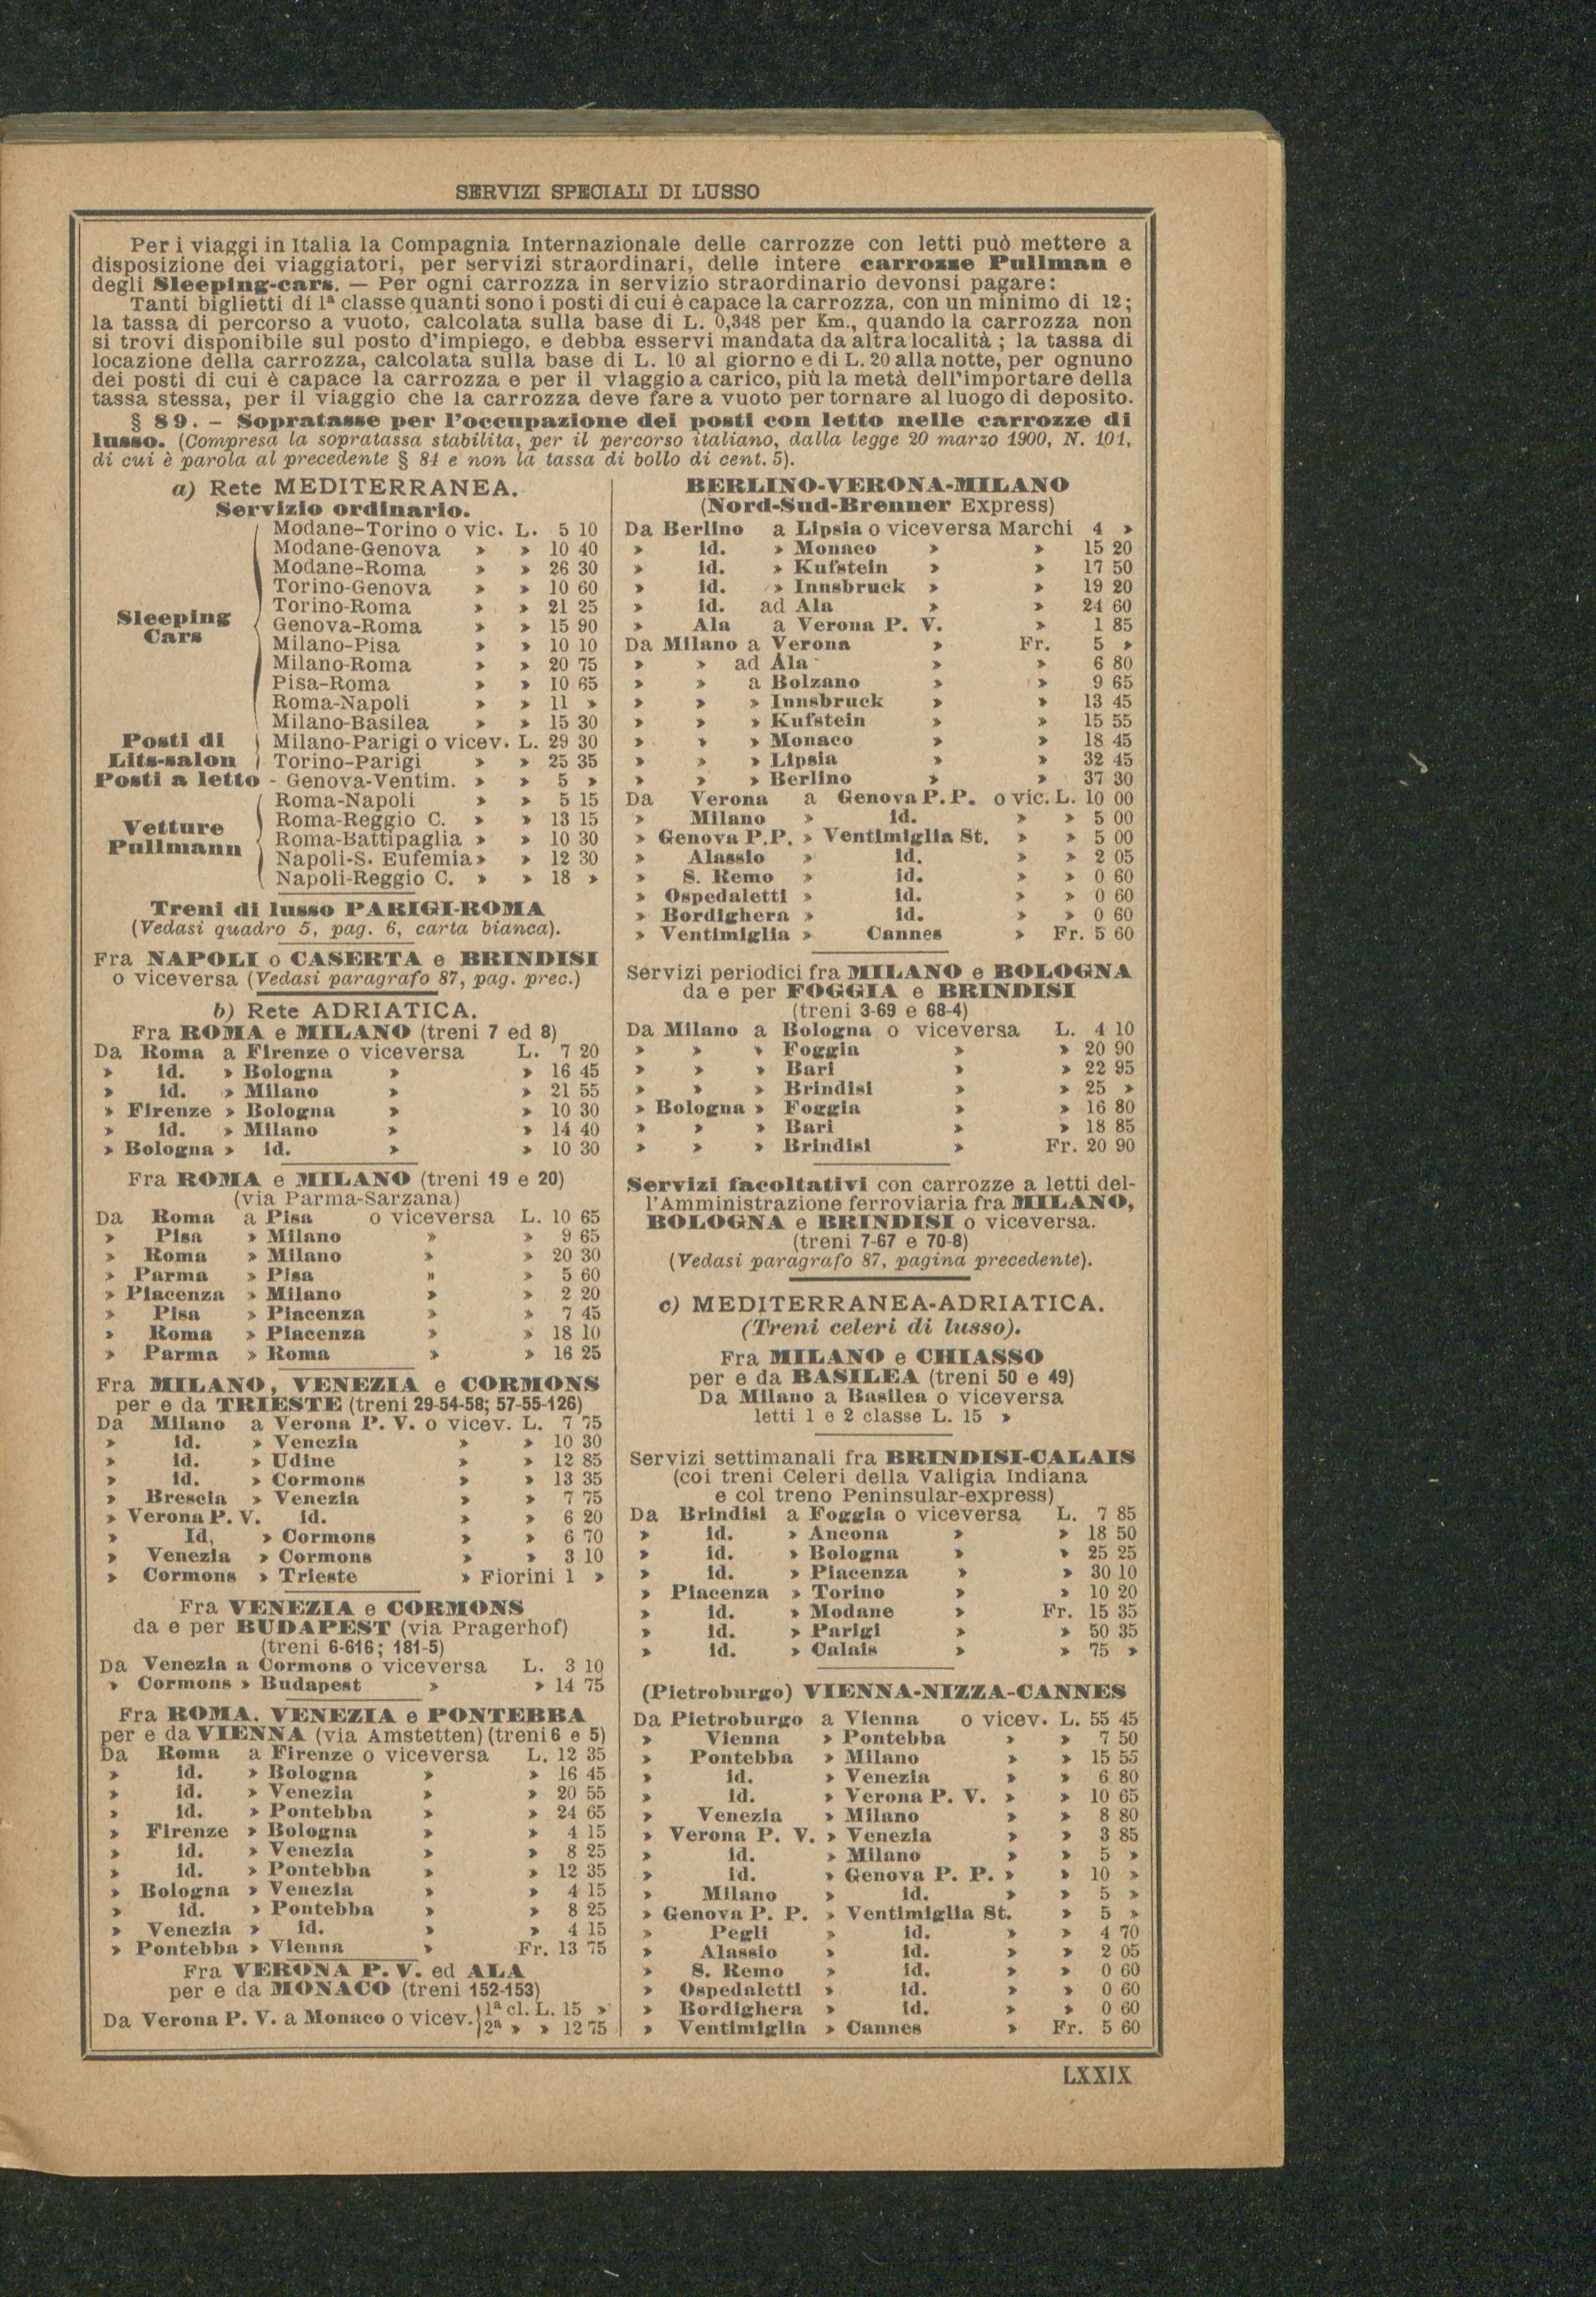 SERVIZI SPECIALI DI LUSSO
Per i viaggi in Italia la Compagnia Internazionale delle carrozze con letti può mettere a
disposizione dei viaggiatori, per servizi straordinari, delle intere carrozze Pullman e
degli Sleeping-cars. — Per ogni carrozza in servizio straordinario devonsi pagare:
Tanti biglietti di 1ª classe quanti sono i posti di cui è capace la carrozza, con un minimo di 12;
la tassa di percorso a vuoto, calcolata sulla base di L. 0,348 per Km., quando la carrozza non
si trovi disponibile sul posto d'impiego, e debba esservi mandata da altra località; la tassa di
locazione della carrozza, calcolata sulla base di L. 10 al giorno e di L. 20 alla notte, per ognuno
dei posti di cui è capace la carrozza e per il viaggio a carico, più la metà dell'importare della
tassa stessa, per il viaggio che la carrozza deve fare a vuoto per tornare al luogo di deposito.
§ 89. – Sopratasse per l'occupazione dei posti con letto nelle carrozze di
lusso. (Compresa la sopratassa stabilita, per il percorso italiano, dalla legge 20 marzo 1900, N. 101,
di cui è parola al precedente § 84 e non la tassa di bollo di cent. 5).
a) Rete MEDITERRANEA.
Servizio ordinario.
Sleeping Cars
Modane-Torino o vic. L. 5 10
Modane-Genova » » 10 40
Modane-Roma » » 26 30
Torino-Genova » » 10 60
Torino-Roma » » 21 25
Genova-Roma » » 15 90
Milano-Pisa » » 10 10
Milano-Roma » » 20 75
Pisa-Roma » » 10 65
Roma-Napoli » » 11 »
Milano-Basilea » » 15 30
Posti di Lits-salon
Milano-Parigi o vicev. L. 29 30
Torino-Parigi » » 25 35
Posti a letto - Genova-Ventim. » » 5 »
Vetture Pullmann
Roma-Napoli » » 5 15
Roma-Reggio C. » » 13 15
Roma-Battipaglia » » 10 30
Napoli-S. Eufemia » » 12 30
Napoli-Reggio C. » » 18 »
Treni di lusso PARIGI-ROMA
(Vedasi quadro 5, pag. 6, carta bianca).
Fra NAPOLI o CASERTA e BRINDISI
o viceversa (Vedasi paragrafo 87, pag. prec.)
b) Rete ADRIATICA.
Fra ROMA e MILANO (treni 7 ed 8)
Da Roma a Firenze o viceversa L. 7 20
» id. » Bologna » » 16 45
» id. » Milano » » 21 55
» Firenze » Bologna » » 10 30
» id. » Milano » » 14 40
» Bologna » id. » » 10 30
Fra ROMA e MILANO (treni 19 e 20)
(via Parma-Sarzana)
Da Roma a Pisa o viceversa L. 10 65
» Pisa » Milano » » 9 65
» Roma » Milano » » 20 30
» Parma » Pisa » » 5 60
» Piacenza » Milano » » 2 20
» Pisa » Piacenza » » 7 45
» Roma » Piacenza » » 18 10
» Parma » Roma » » 16 25
Fra MILANO, VENEZIA e CORMONS
per e da TRIESTE (treni 29-54-58; 57-55-126)
Da Milano a Verona P. V. o vicev. L. 7 75
» id. » Venezia » » 10 30
» id. » Udine » » 12 85
» id. » Cormons » » 13 35
» Brescia » Venezia » » 7 75
» Verona P. V. id. » » 6 20
» Id, » Cormons » » 6 70
» Venezia » Cormons » » 3 10
» Cormons » Trieste » Fiorini 1 »
Fra VENEZIA e CORMONS
da e per BUDAPEST (via Pragerhof)
(treni 6-616; 181-5)
Da Venezia a Cormons o viceversa L. 3 10
» Cormons » Budapest » » 14 75
Fra ROMA. VENEZIA e PONTEBBA
per e da VIENNA (via Amstetten) (treni 6 e 5)
Da Roma a Firenze o viceversa L. 12 35
» id. » Bologna » » 16 45
» id. » Venezia » » 20 55
» id. » Pontebba » » 24 65
» Firenze » Bologna » » 4 15
» id. » Venezia » » 8 25
» id. » Pontebba » » 12 35
» Bologna » Venezia » » 4 15
» id. » Pontebba » » 8 25
» Venezia » id. » » 4 15
» Pontebba » Vienna » Fr. 13 75
Fra VERONA P. V. ed ALA
per e da MONACO (treni 152-153)
Da Verona P. V. a Monaco o vicev. 1ª cl. L. 15 »
2ª » » 12 75
BERLINO-VERONA-MILANO
(Nord-Sud-Brenner Express)
Da Berlino a Lipsia o viceversa Marchi 4 »
» id. » Monaco » » 15 20
» id. » Kufstein » » 17 50
» id. » Innsbruck » » 19 20
» id. ad Ala » » 24 60
» Ala a Verona P. V. » 1 85
Da Milano a Verona » Fr. 5 »
» » ad Ala » » 6 80
» » a Bolzano » » 9 65
» » » Innsbruck » » 13 45
» » » Kufstein » » 15 55
» » » Monaco » » 18 45
» » » Lipsia » » 32 45
» » » Berlino » » 37 30
Da Verona a Genova P. P. o vic. L. 10 00
» Milano » id. » » 5 00
» Genova P.P. » Ventimiglia St. » » 5 00
» Alassio » id. » » 2 05
» S. Remo » id. » » 0 60
» Ospedaletti » id. » » 0 60
» Bordighera » id. » » 0 60
» Ventimiglia » Cannes » Fr. 5 60
Servizi periodici fra MILANO e BOLOGNA
da e per FOGGIA e BRINDISI
(treni 3-69 e 68-4)
Da Milano a Bologna o viceversa L. 4 10
» » » Foggia » » 20 90
» » » Bari » » 22 95
» » » Brindisi » » 25 »
» Bologna » Foggia » » 16 80
» » » Bari » » 18 85
» » » Brindisi » Fr. 20 90
Servizi facoltativi con carrozze a letti del-
l'Amministrazione ferroviaria fra MILANO,
BOLOGNA e BRINDISI o viceversa.
(treni 7-67 e 70-8)
(Vedasi paragrafo 87, pagina precedente).
c) MEDITERRANEA-ADRIATICA.
(Treni celeri di lusso).
Fra MILANO e CHIASSO
per e da BASILEA (treni 50 e 49)
Da Milano a Basilea o viceversa
letti 1 e 2 classe L. 15 »
Servizi settimanali fra BRINDISI-CALAIS
(coi treni Celeri della Valigia Indiana
e col treno Peninsular-express)
Da Brindisi a Foggia o viceversa L. 7 85
» id. » Ancona » » 18 50
» id. » Bologna » » 25 25
» id. » Piacenza » » 30 10
» Piacenza » Torino » » 10 20
» id. » Modane » Fr. 15 35
» id. » Parigi » » 50 35
» id. » Calais » » 75 »
(Pietroburgo) VIENNA-NIZZA-CANNES
Da Pietroburgo a Vienna o vicev. L. 55 45
» Vienna » Pontebba » » 7 50
» Pontebba » Milano » » 15 55
» id. » Venezia » » 6 80
» id. » Verona P. V. » » 10 65
» Venezia » Milano » » 8 80
» Verona P. V. » Venezia » » 3 85
» id. » Milano » » 5 »
» id. » Genova P. P. » » 10 »
» Milano » id. » » 5 »
» Genova P. P. » Ventimiglia St. » 5 »
» Pegli » id. » » 4 70
» Alassio » id. » » 2 05
» S. Remo » id. » » 0 60
» Ospedaletti » id. » » 0 60
» Bordighera » id. » » 0 60
» Ventimiglia » Cannes » Fr. 5 60
LXXIX